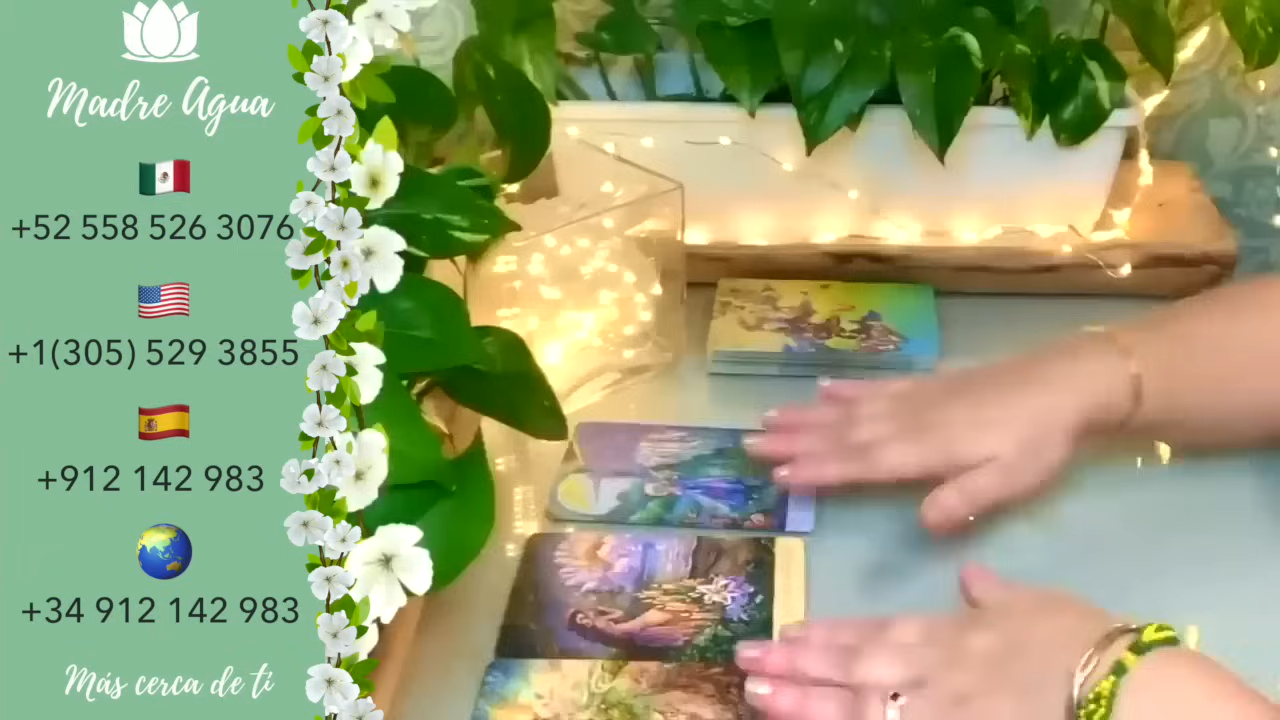 Madre Agua
+52 558 526 3076
+1(305) 529 3855
+912 142 983
+34 912 142 983
Más cerca de ti